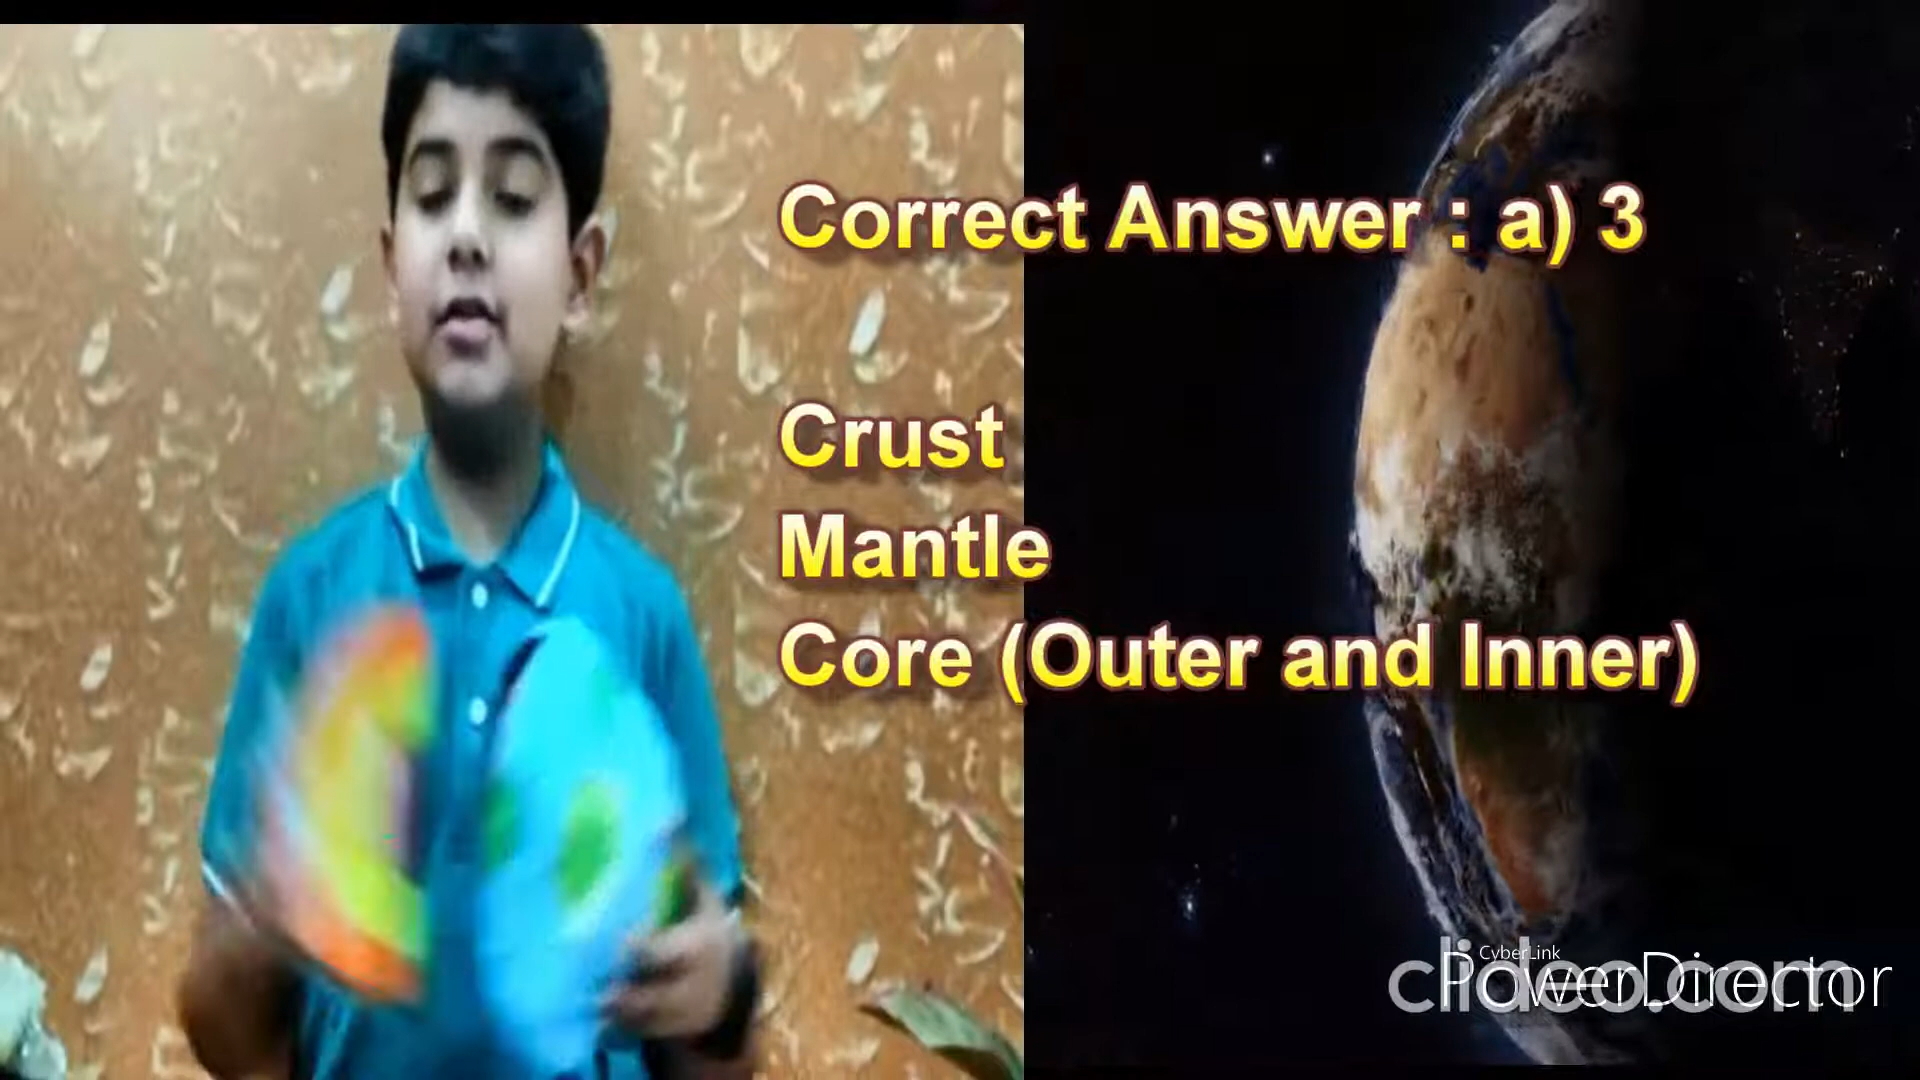 Correct Answer : a) 3
Crust
Mantle
Core (Outer and Inner)
CyberLink
PowerDirector
clideo.com